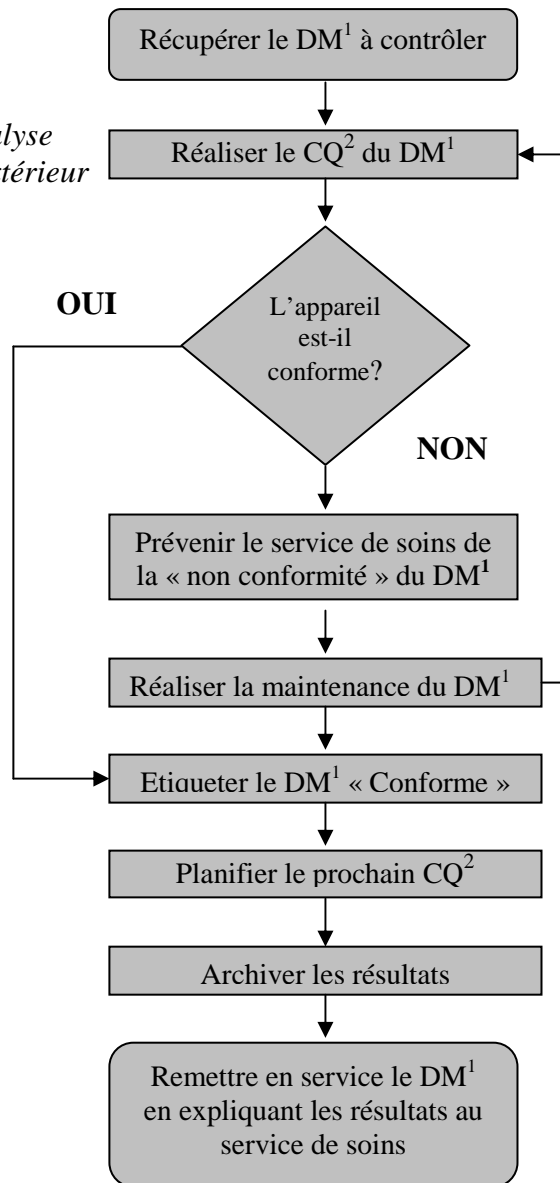 Récupérer le DM¹ à contrôler
lyse
térieur
Réaliser le CQ² du DM¹
OUI
L'appareil
est-il
conforme?
NON
Prévenir le service de soins de
la « non conformité » du DM¹
Réaliser la maintenance du DM¹
Etiqueter le DM¹ « Conforme »
Planifier le prochain CQ²
Archiver les résultats
Remettre en service le DM¹
en expliquant les résultats au
service de soins